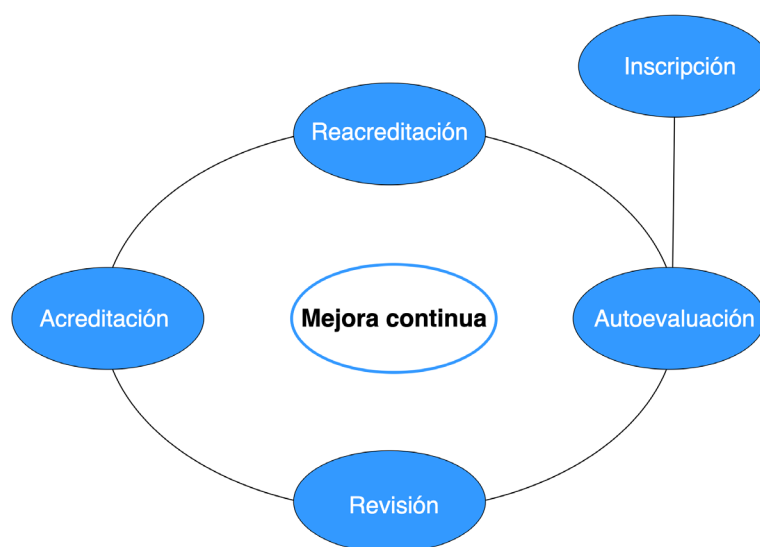 Inscripción
Reacreditación
Acreditación
Mejora continua
Autoevaluación
Revisión